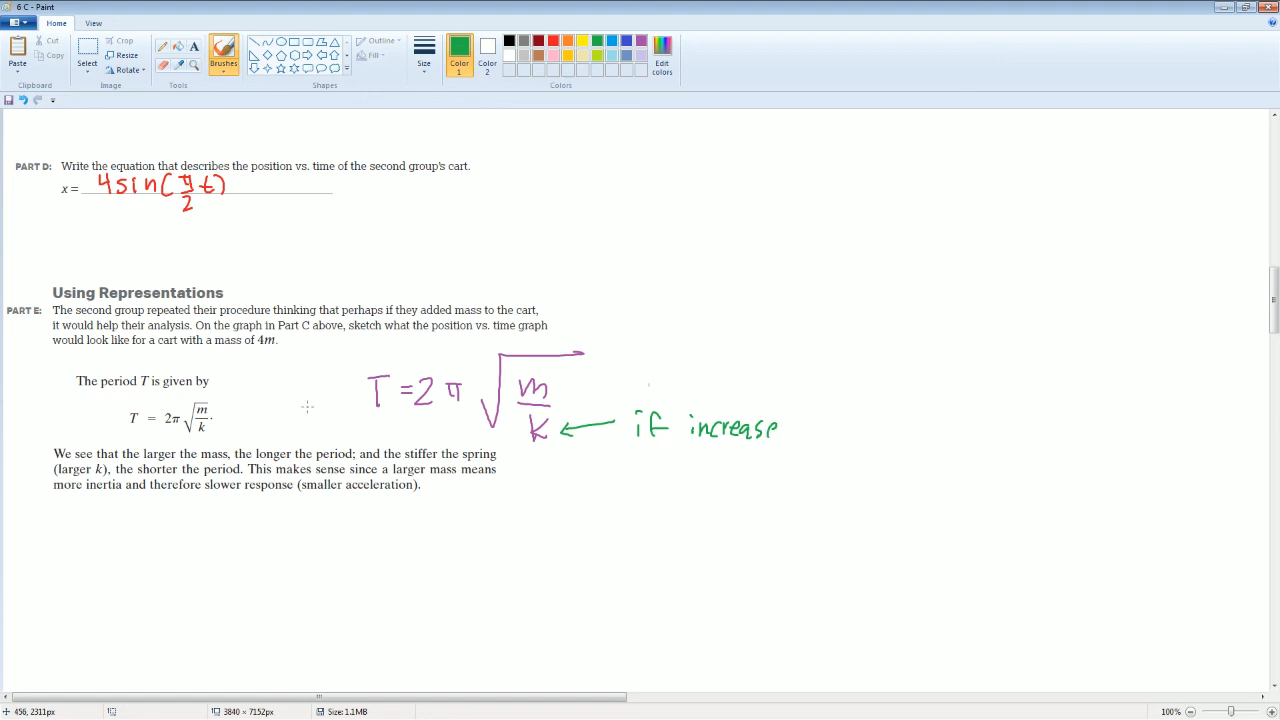 6 C - Paint
Home View
Paste
Cut
Copy
Clipboard
Select
Crop
Resize
Rotate
Image
A
Tools
Brushes
Outline
Fill
Shapes
Size
Color 1
Color 2
Edit colors
Colors
PART D: Write the equation that describes the position vs. time of the second group's cart.
x = 4 sin(π/2 t)
Using Representations
PART E: The second group repeated their procedure thinking that perhaps if they added mass to the cart,
it would help their analysis. On the graph in Part C above, sketch what the position vs. time graph
would look like for a cart with a mass of 4m.
The period T is given by
T = 2π √m/k.
T = 2π √m/k ← if increase
We see that the larger the mass, the longer the period; and the stiffer the spring
(larger k), the shorter the period. This makes sense since a larger mass means
more inertia and therefore slower response (smaller acceleration).
456, 2311px 3840 × 7152px Size: 1.1MB 100%